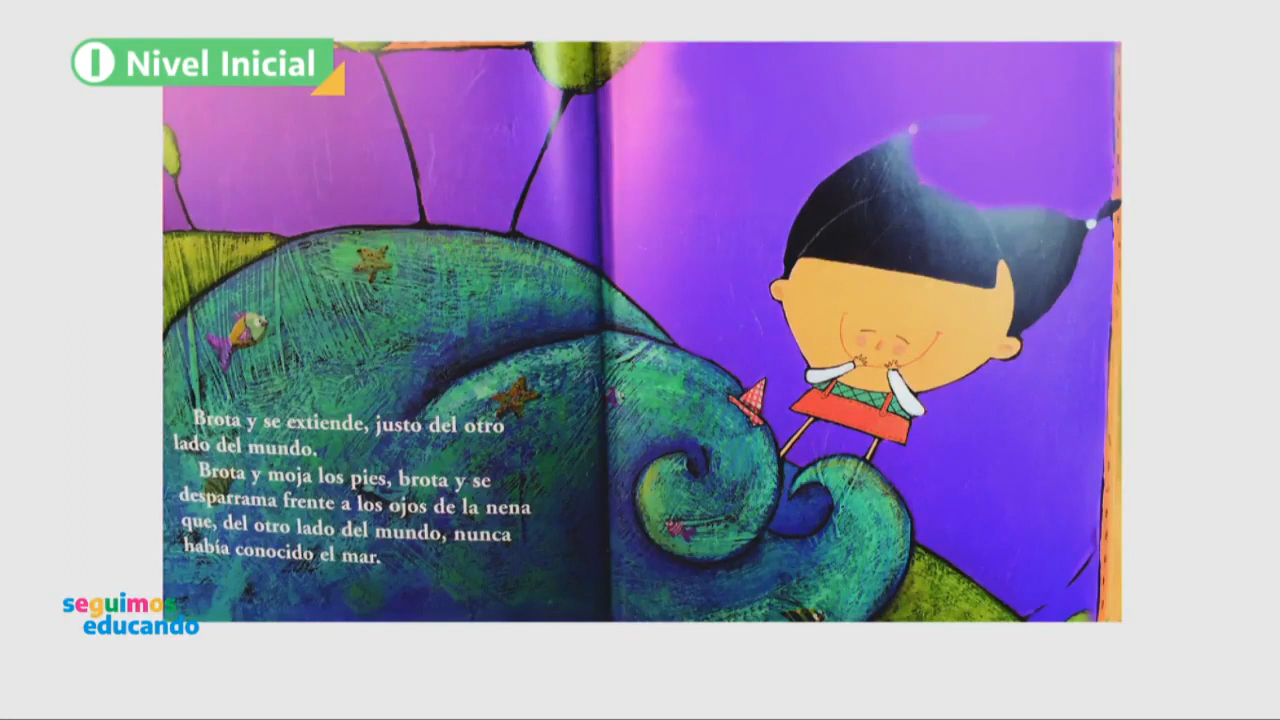 Nivel Inicial
Brota y se extiende, justo del otro
lado del mundo.
Brota y moja los pies, brota y se
desparrama frente a los ojos de la nena
que, del otro lado del mundo, nunca
había conocido el mar.
seguimos
educando